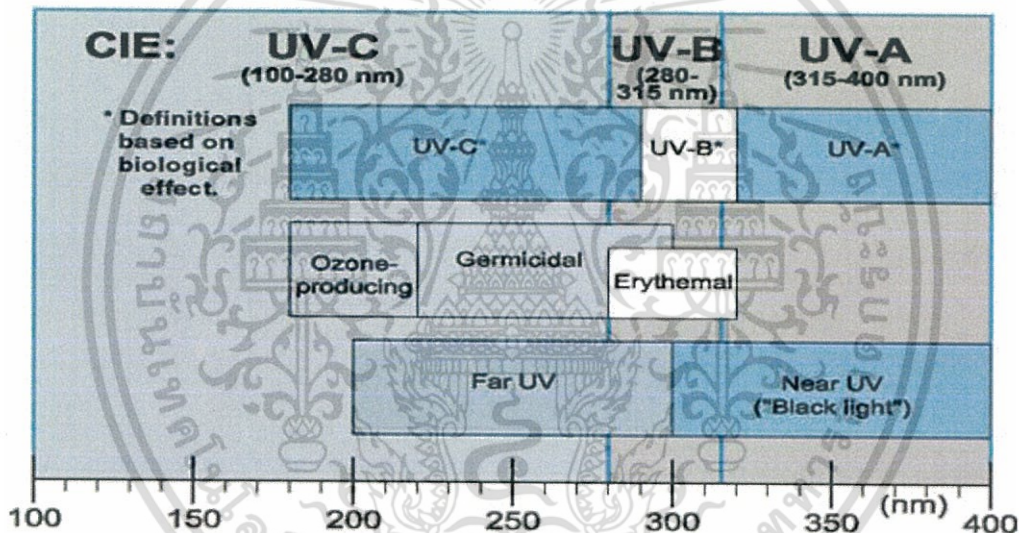 CIE: UV-C UV-B UV-A
(100-280 nm) (280-315 nm) (315-400 nm)
* Definitions
based on
biological
effect.
UV-C* UV-B* UV-A*
Ozone-
producing
Germicidal
Erythemal
Far UV
Near UV
("Black light")
(nm)
100 150 200 250 300 350 400